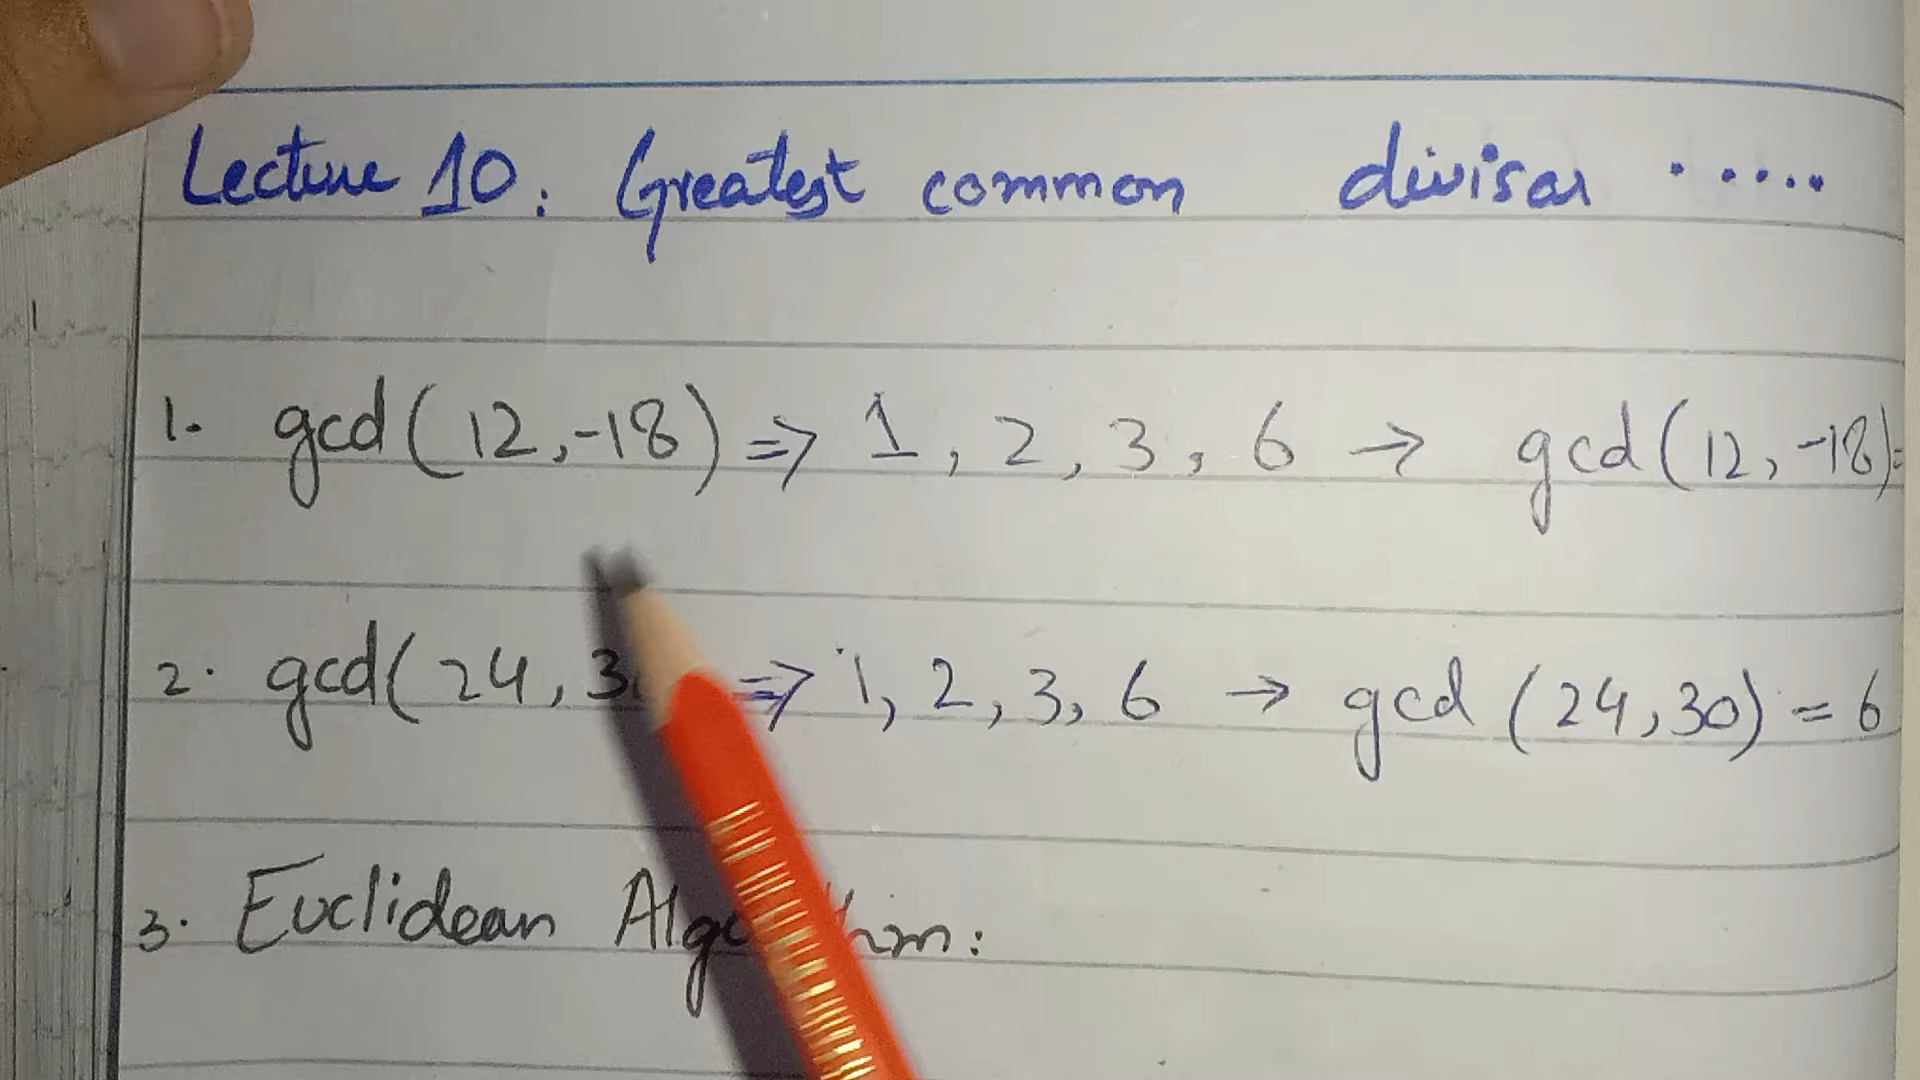 Lecture 10: Greatest common divisor .....
1. gcd(12,-18) => 1, 2, 3, 6 → gcd(12,-18)=
2. gcd(24, 3 => 1, 2, 3, 6 → gcd (24,30) = 6
3. Euclidean